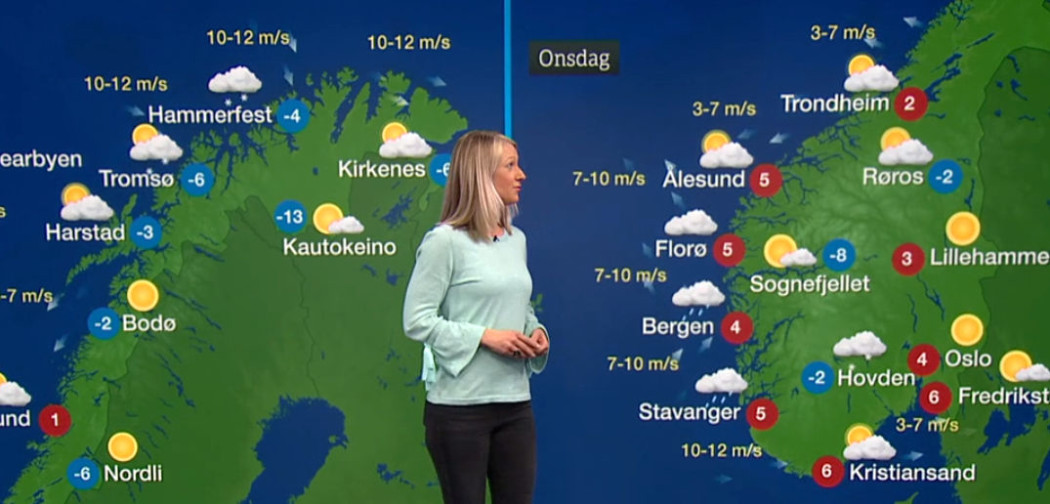 10-12 m/s
10-12 m/s
10-12 m/s
Hammerfest -4
earbyen
Tromsø -6
Kirkenes
Harstad -3
-13
Kautokeino
-7 m/s
-2 Bodø
und 1
-6 Nordli
Onsdag
3-7 m/s
Trondheim 2
3-7 m/s
7-10 m/s Ålesund 5
Røros -2
Florø 5
-8
Sognefjellet
3 Lillehamme
7-10 m/s
Bergen 4
7-10 m/s
-2 Hovden
4 Oslo
6 Fredrikst
Stavanger 5
3-7 m/s
10-12 m/s
6 Kristiansand